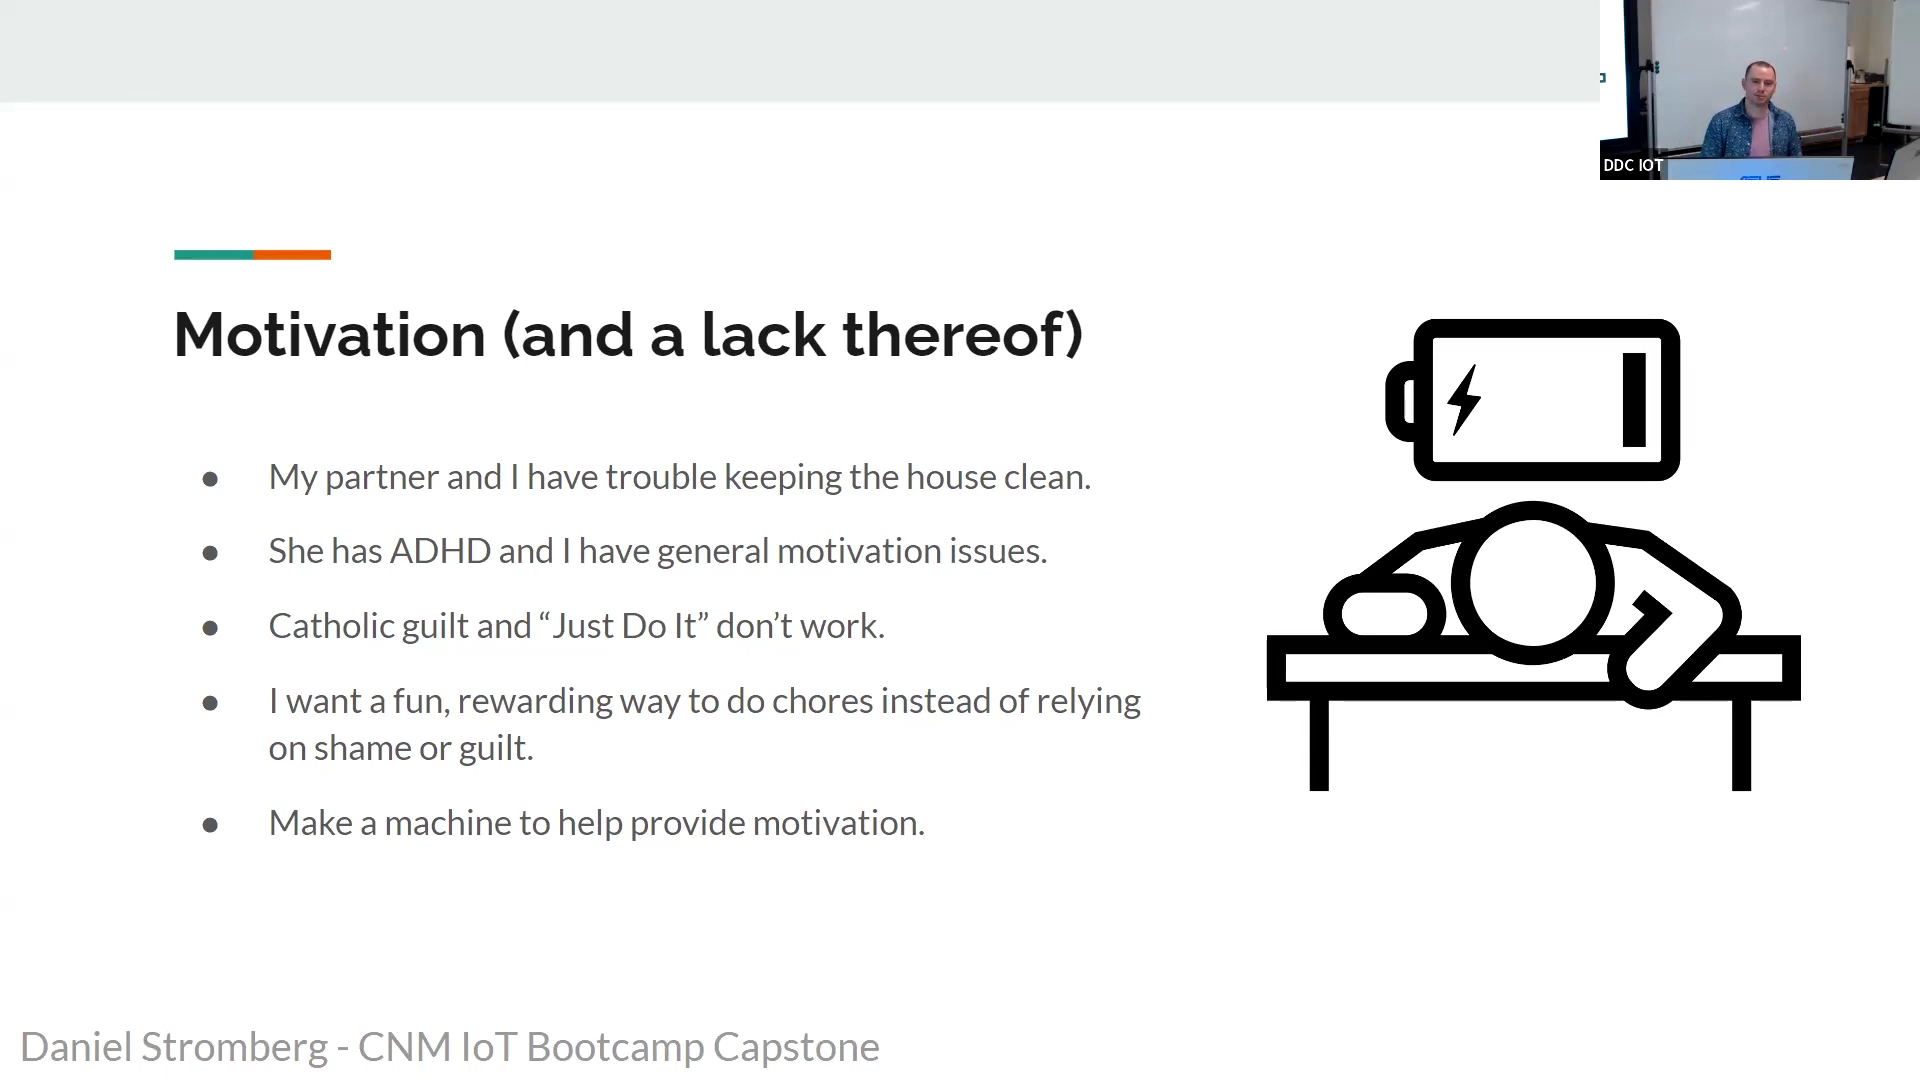 DDC IOT
Motivation (and a lack thereof)
● My partner and I have trouble keeping the house clean.
● She has ADHD and I have general motivation issues.
● Catholic guilt and “Just Do It” don’t work.
● I want a fun, rewarding way to do chores instead of relying
on shame or guilt.
● Make a machine to help provide motivation.
Daniel Stromberg - CNM IoT Bootcamp Capstone